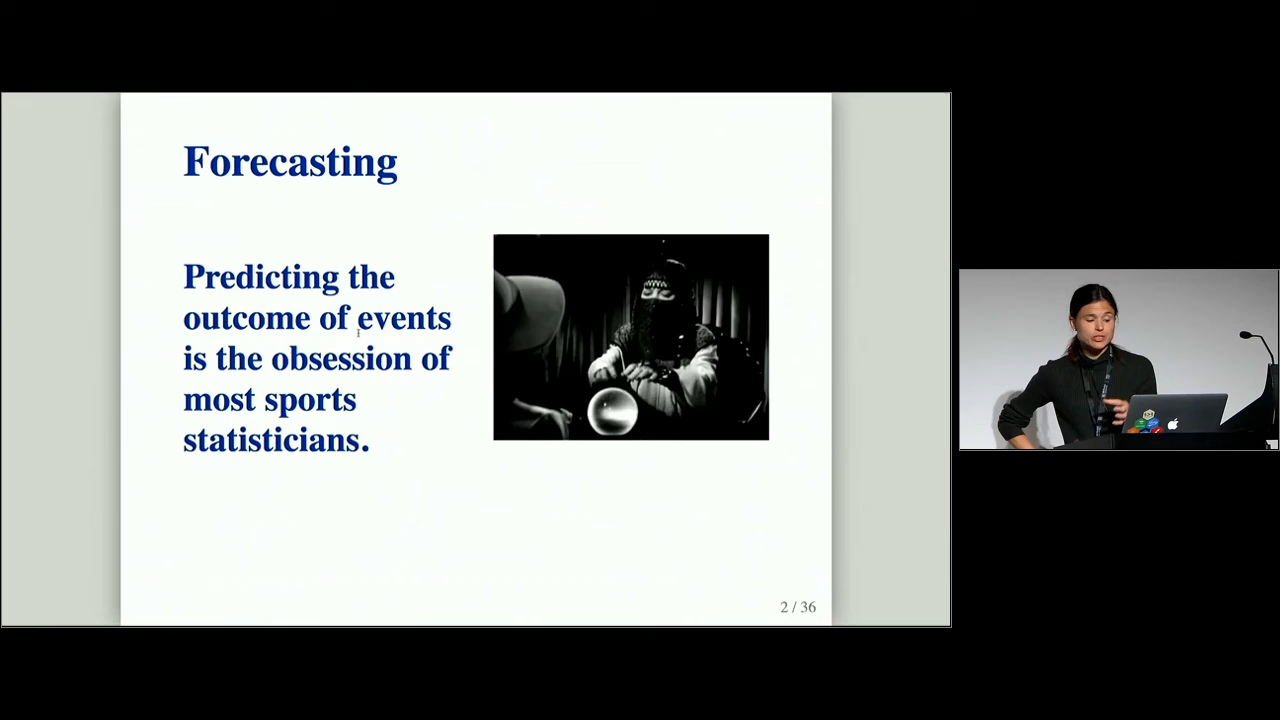 Forecasting
Predicting the
outcome of events
is the obsession of
most sports
statisticians.
2 / 36